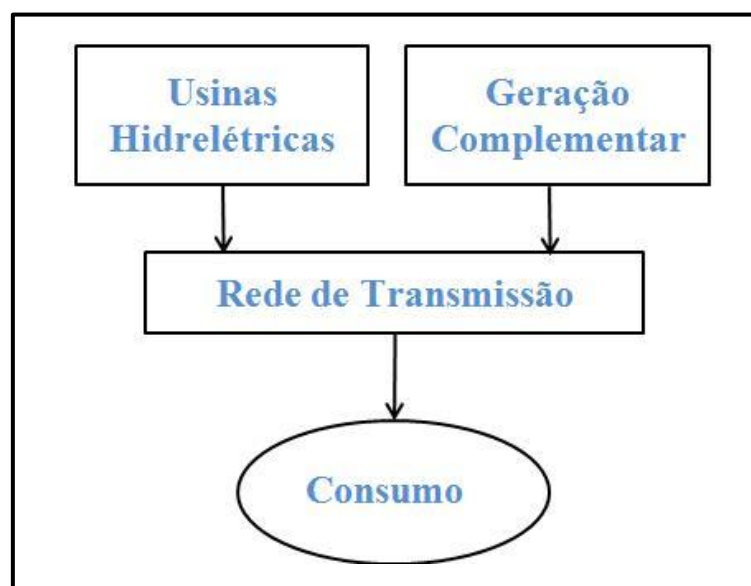 Usinas
Hidrelétricas
Geração
Complementar
Rede de Transmissão
Consumo